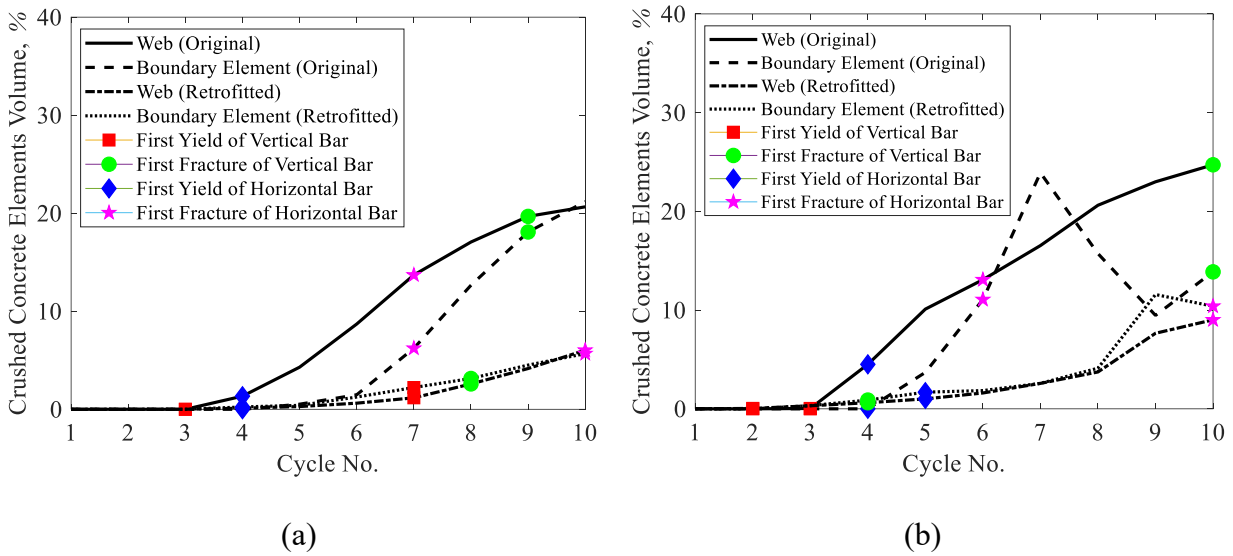 Crushed Concrete Elements Volume, %
40
30
20
10
0
Web (Original)
Boundary Element (Original)
Web (Retrofitted)
Boundary Element (Retrofitted)
First Yield of Vertical Bar
First Fracture of Vertical Bar
First Yield of Horizontal Bar
First Fracture of Horizontal Bar
1 2 3 4 5 6 7 8 9 10
Cycle No.
(a)
Crushed Concrete Elements Volume, %
40
30
20
10
0
Web (Original)
Boundary Element (Original)
Web (Retrofitted)
Boundary Element (Retrofitted)
First Yield of Vertical Bar
First Fracture of Vertical Bar
First Yield of Horizontal Bar
First Fracture of Horizontal Bar
1 2 3 4 5 6 7 8 9 10
Cycle No.
(b)